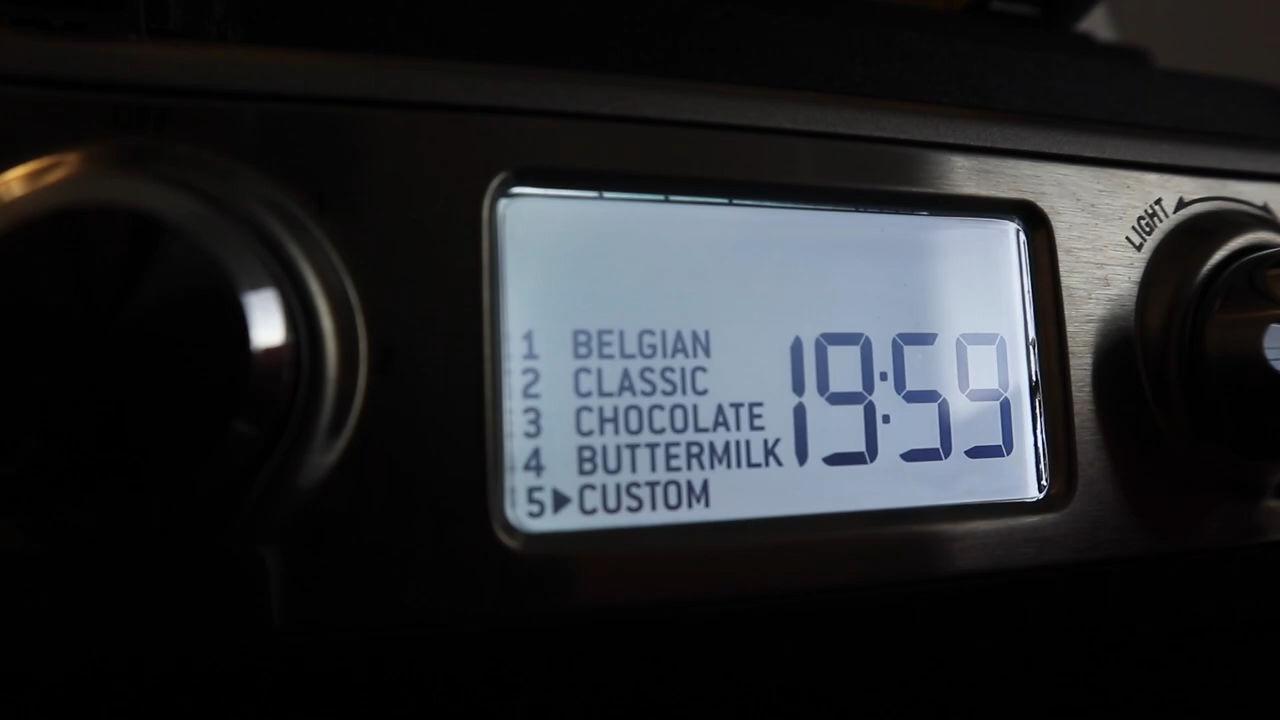 LIGHT
1 BELGIAN
2 CLASSIC
3 CHOCOLATE
4 BUTTERMILK
5▶CUSTOM
19:59